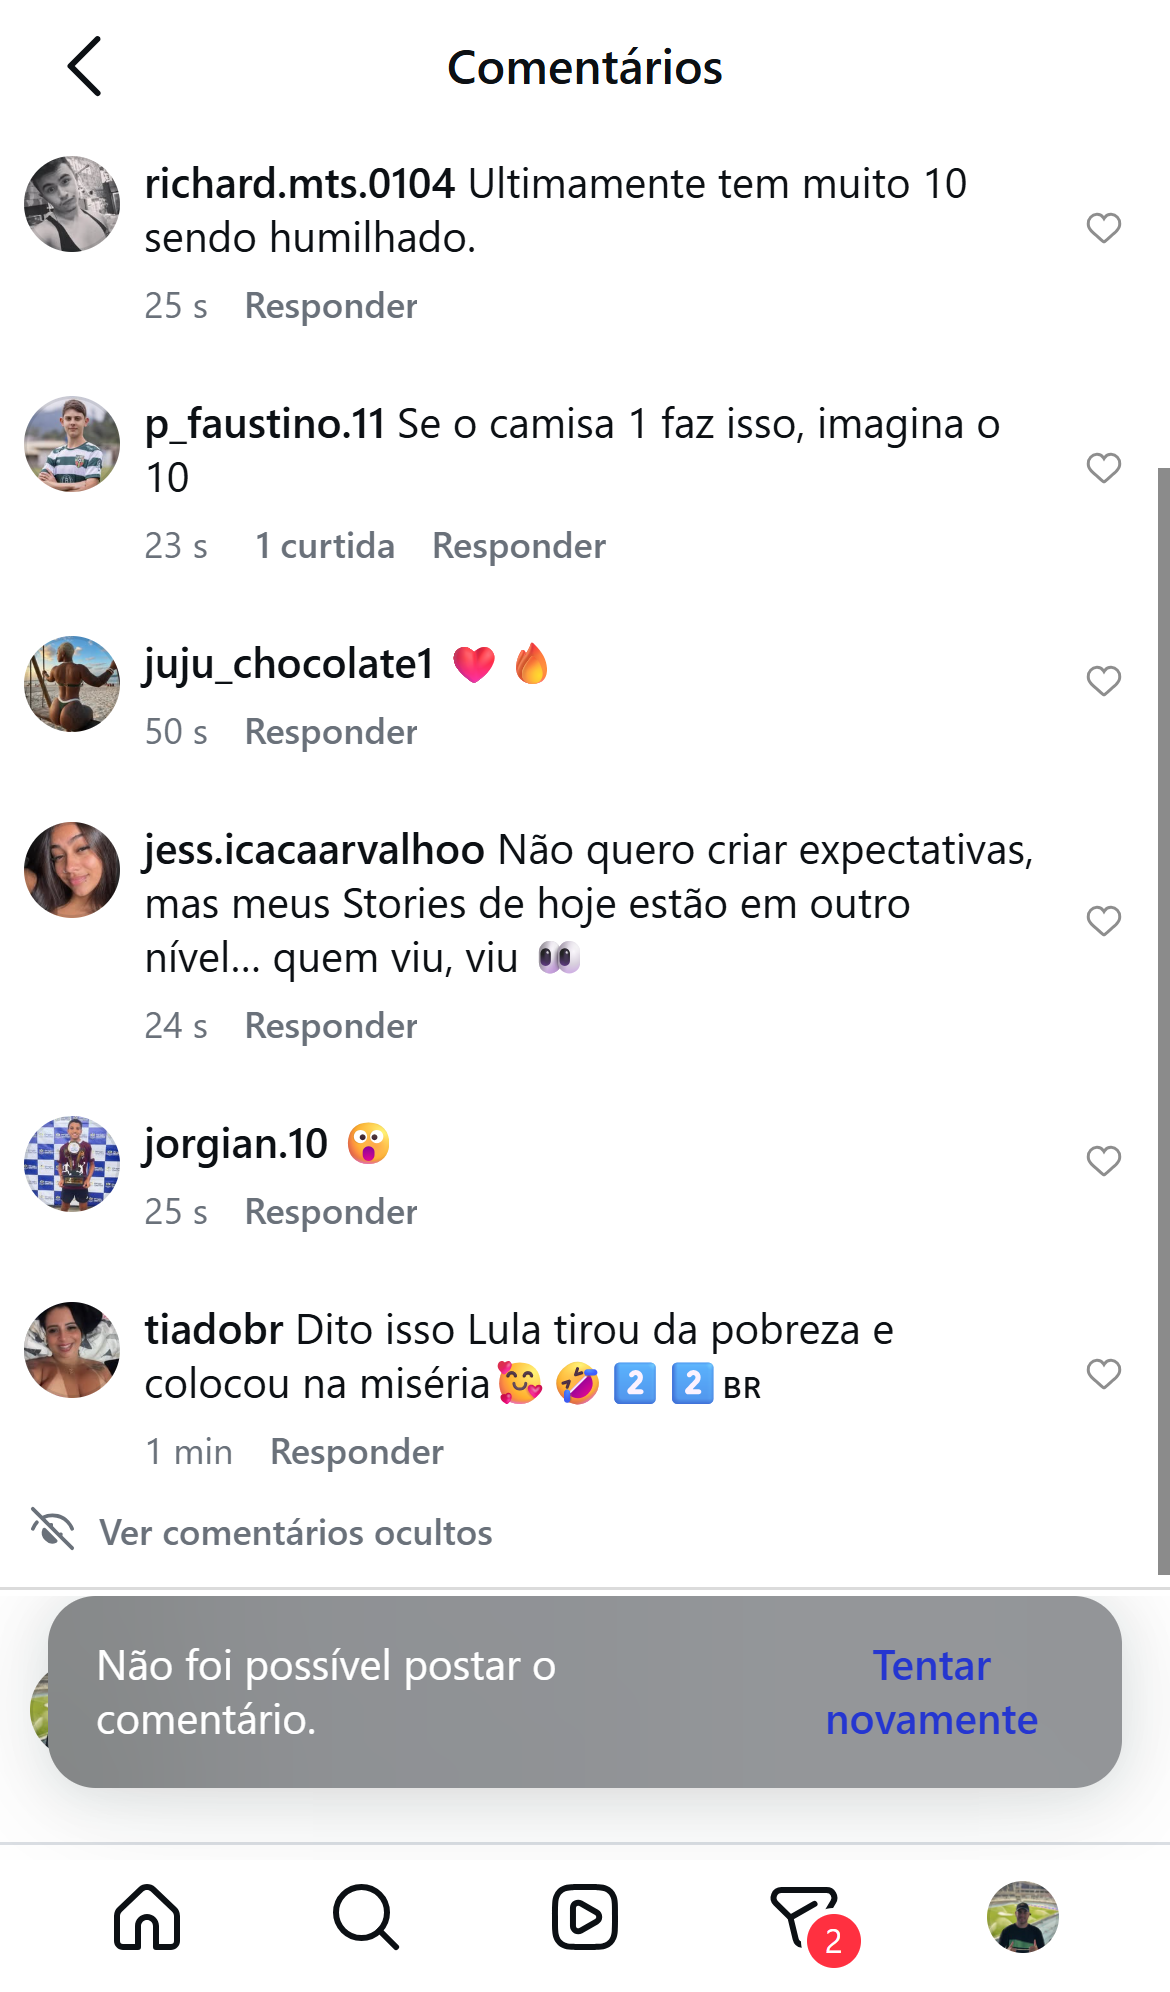 Comentários
richard.mts.0104 Ultimamente tem muito 10
sendo humilhado.
25 s Responder
p_faustino.11 Se o camisa 1 faz isso, imagina o
10
23 s 1 curtida Responder
juju_chocolate1 ❤️ 🔥
50 s Responder
jess.icacaarvalhoo Não quero criar expectativas,
mas meus Stories de hoje estão em outro
nível... quem viu, viu 👀
24 s Responder
jorgian.10 😲
25 s Responder
tiadobr Dito isso Lula tirou da pobreza e
colocou na miséria🥰 🤣 2️⃣ 2️⃣ BR
1 min Responder
Ver comentários ocultos
Não foi possível postar o
comentário.
Tentar
novamente
2